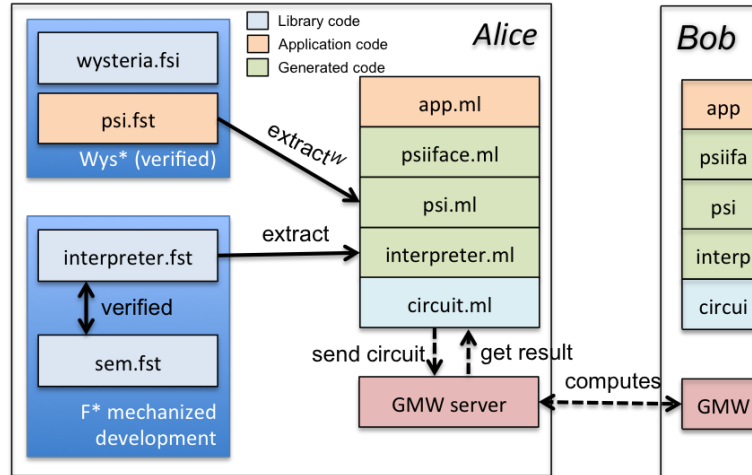 Library code
Application code
Generated code
Alice
Bob
wysteria.fsi
psi.fst
Wys* (verified)
extractᵂ
interpreter.fst
verified
sem.fst
F* mechanized
development
extract
app.ml
psiiface.ml
psi.ml
interpreter.ml
circuit.ml
send circuit
get result
GMW server
computes
app
psiifa
psi
interp
circui
GMW